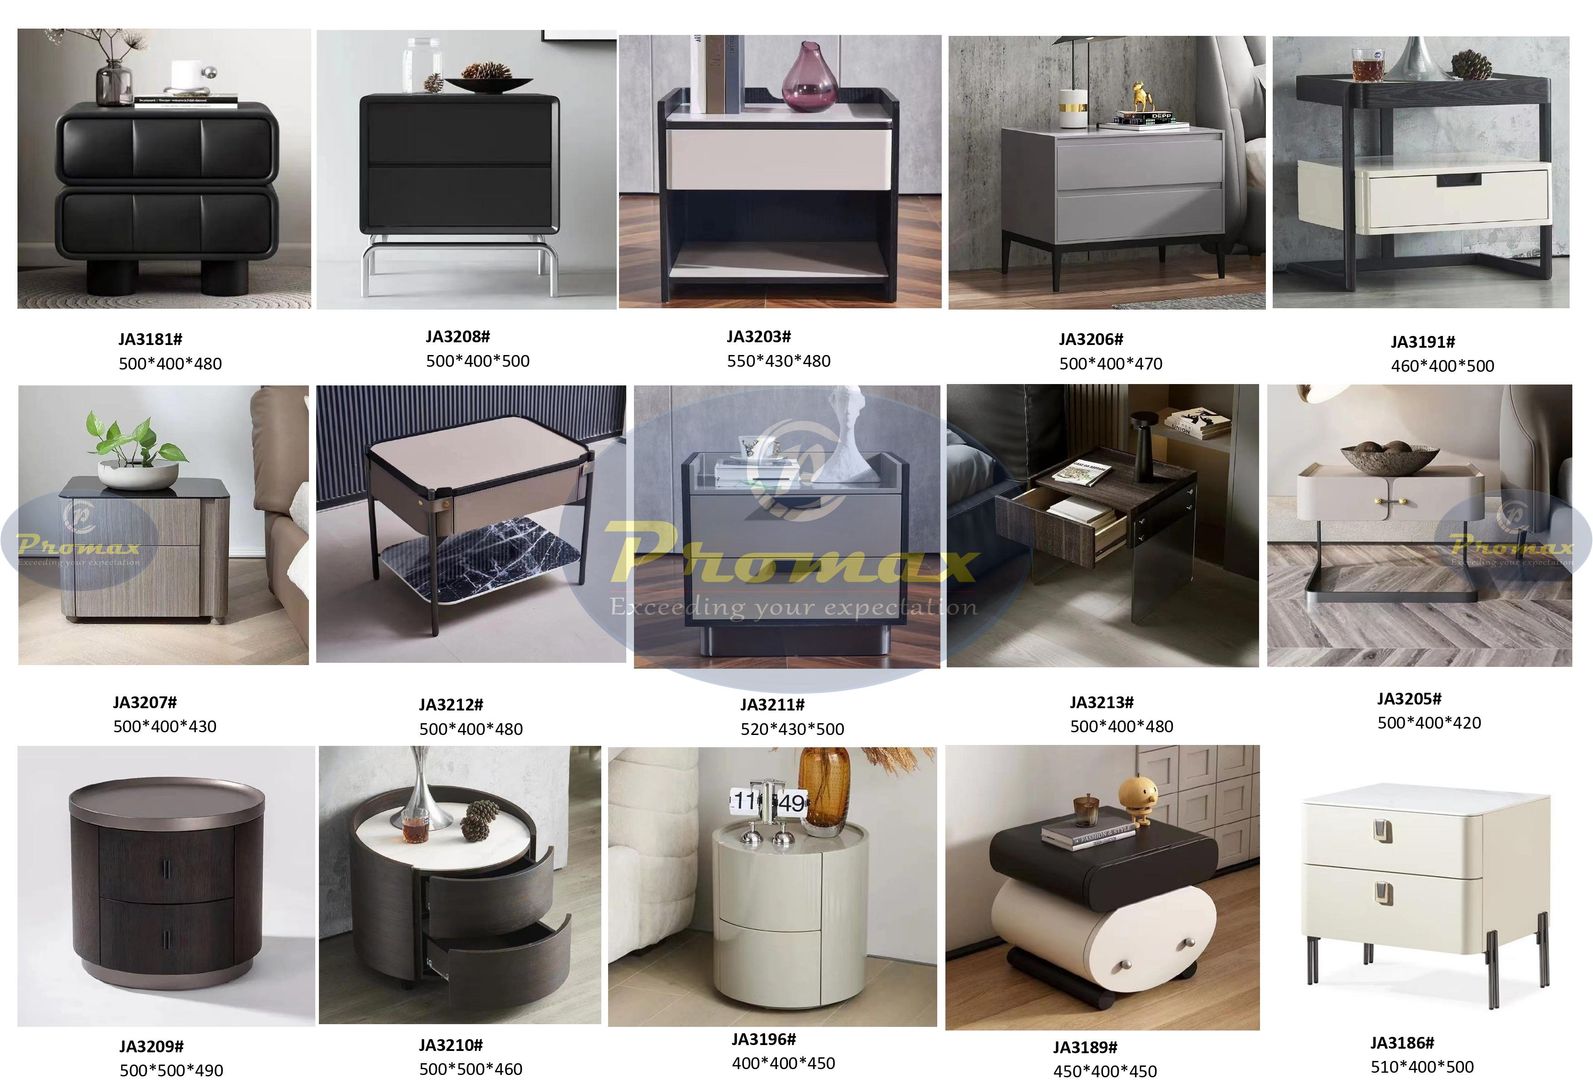 DEPP
JA3181#
500*400*480
JA3208#
500*400*500
JA3203#
550*430*480
JA3206#
500*400*470
JA3191#
460*400*500
Promax
Exceeding your expectation
Promax
Exceeding your expectation
Promax
Exceeding your expectation
JA3207#
500*400*430
JA3212#
500*400*480
JA3211#
520*430*500
JA3213#
500*400*480
JA3205#
500*400*420
11 49
FASHION & STYLE
JA3209#
500*500*490
JA3210#
500*500*460
JA3196#
400*400*450
JA3189#
450*400*450
JA3186#
510*400*500